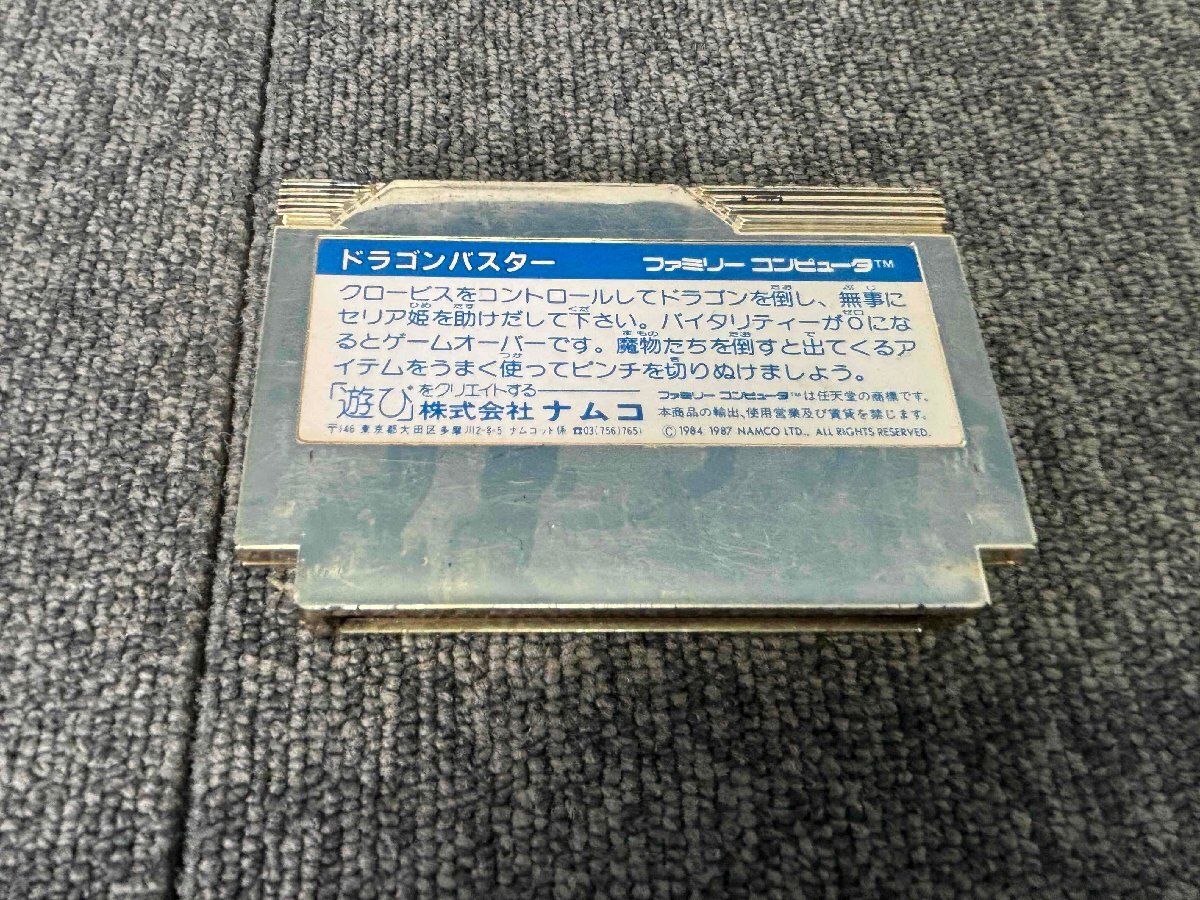 ドラゴンバスター ファミリー コンピュータ™
クロービスをコントロールしてドラゴンを倒し、無事に
セリア姫を助けだして下さい。バイタリティーが0にな
るとゲームオーバーです。魔物たちを倒すと出てくるア
イテムをうまく使ってピンチを切りぬけましょう。
「遊び」をクリエイトする
株式会社 ナムコ
〒146 東京都大田区多摩川2-8-5 ナムコット係 ☎03(756)7651
ファミリー コンピュータ™は任天堂の商標です。
本商品の輸出、使用営業及び賃貸を禁じます。
©1984 1987 NAMCO LTD., ALL RIGHTS RESERVED.